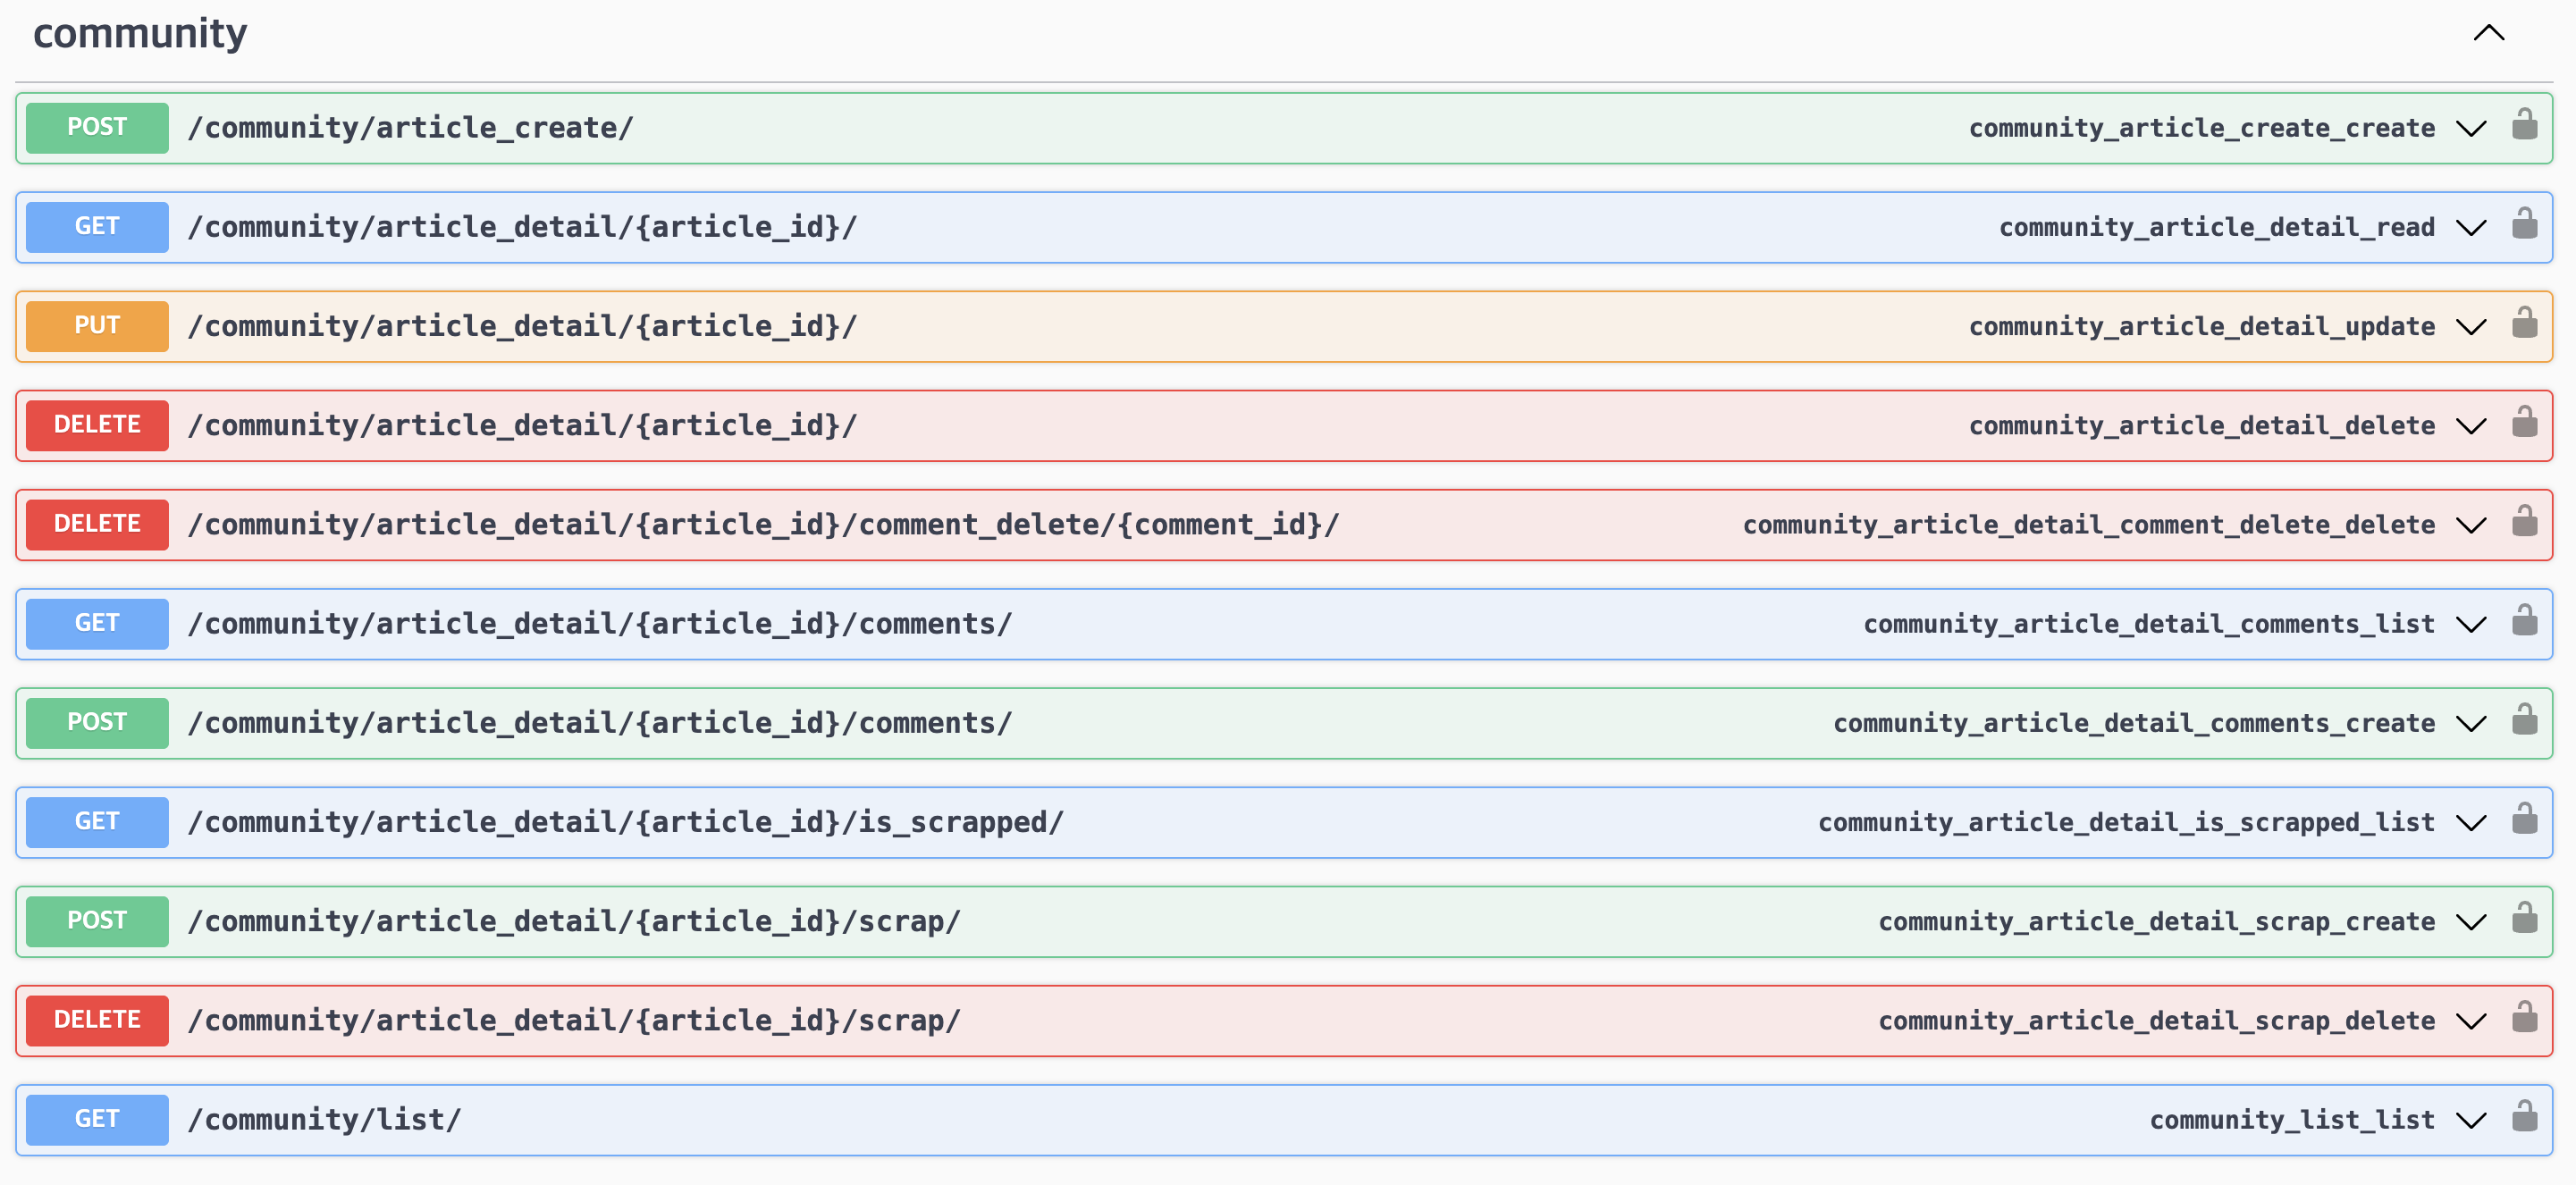 community
POST /community/article_create/ community_article_create_create
GET /community/article_detail/{article_id}/ community_article_detail_read
PUT /community/article_detail/{article_id}/ community_article_detail_update
DELETE /community/article_detail/{article_id}/ community_article_detail_delete
DELETE /community/article_detail/{article_id}/comment_delete/{comment_id}/ community_article_detail_comment_delete_delete
GET /community/article_detail/{article_id}/comments/ community_article_detail_comments_list
POST /community/article_detail/{article_id}/comments/ community_article_detail_comments_create
GET /community/article_detail/{article_id}/is_scrapped/ community_article_detail_is_scrapped_list
POST /community/article_detail/{article_id}/scrap/ community_article_detail_scrap_create
DELETE /community/article_detail/{article_id}/scrap/ community_article_detail_scrap_delete
GET /community/list/ community_list_list